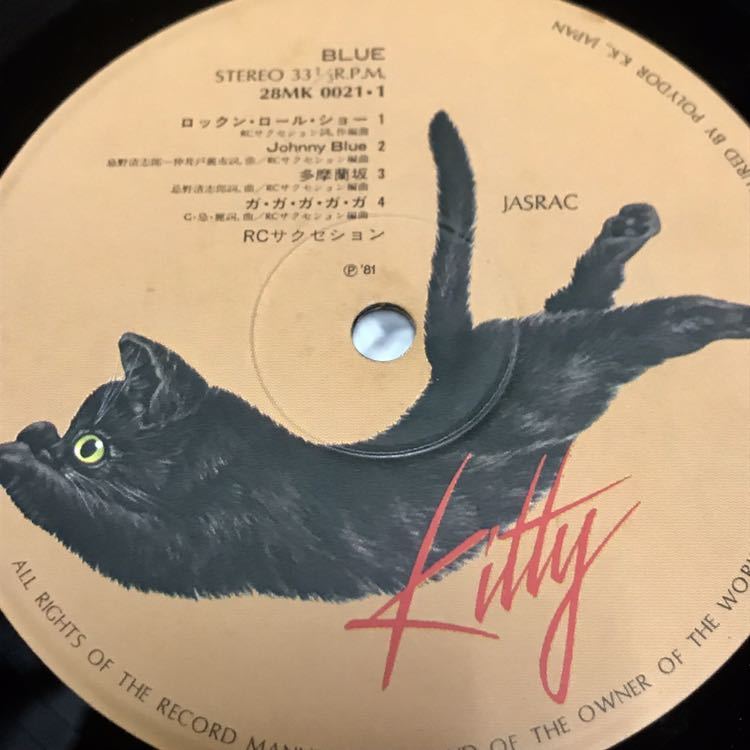 BLUE
STEREO 33⅓R.P.M.
28MK 0021・1
ロックン・ロール・ショー 1
RCサクセション詞、作編曲
Johnny Blue 2
忌野清志郎—仲井戸麗市詞、曲/RCサクセション編曲
多摩蘭坂 3
忌野清志郎詞、曲/RCサクセション編曲
ガ・ガ・ガ・ガ・ガ 4
G・忌・麗詞、曲/RCサクセション編曲
RCサクセション
JASRAC
Ⓟ '81
Kitty
RED BY POLYDOR K.K., JAPAN
ALL RIGHTS OF THE RECORD MANU
D OF THE OWNER OF THE WOR